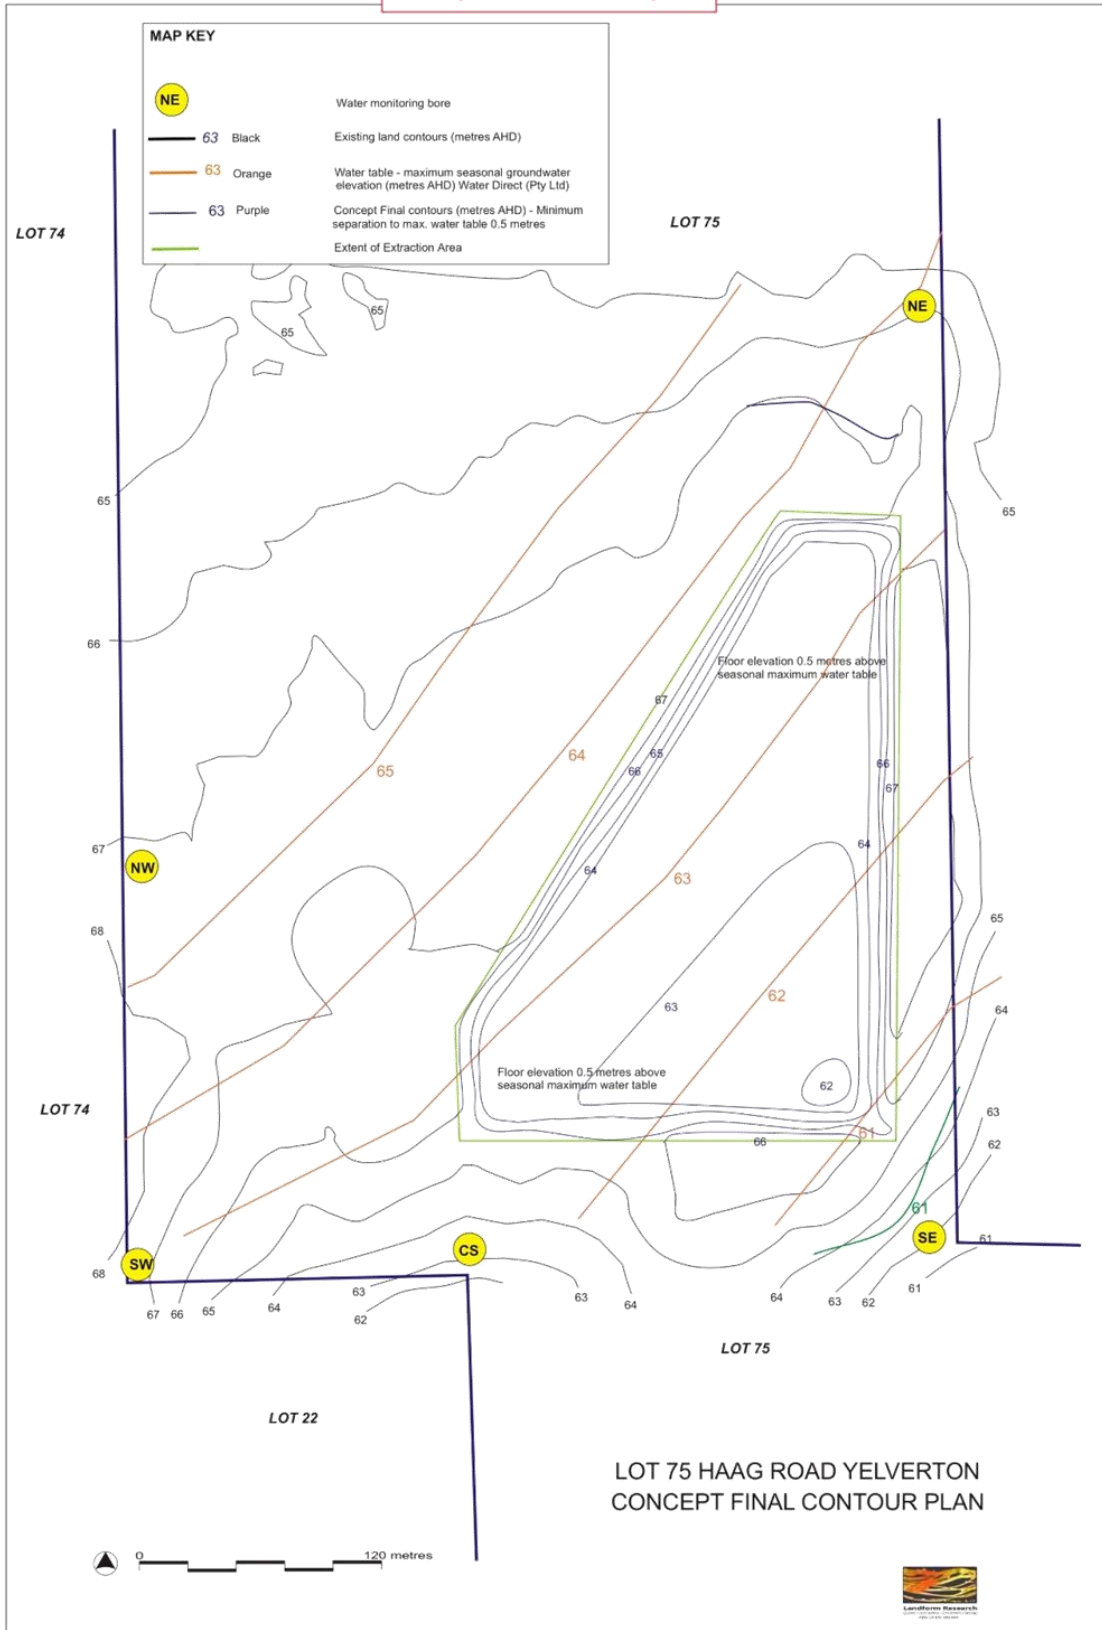 MAP KEY
NE
Water monitoring bore
63 Black
Existing land contours (metres AHD)
63 Orange
Water table - maximum seasonal groundwater
elevation (metres AHD) Water Direct (Pty Ltd)
63 Purple
Concept Final contours (metres AHD) - Minimum
separation to max. water table 0.5 metres
Extent of Extraction Area
LOT 74
LOT 75
65
65
NE
65
65
66
Floor elevation 0.5 metres above
seasonal maximum water table
67
64
65
66
65
66
67
67
64
NW
64
63
68
65
62
63
64
Floor elevation 0.5 metres above
seasonal maximum water table
62
LOT 74
63
61
66
62
61
SE
61
CS
SW
68
67
66
65
64
63
62
63
64
64
63
62
61
LOT 75
LOT 22
LOT 75 HAAG ROAD YELVERTON
CONCEPT FINAL CONTOUR PLAN
0
120 metres
Landform Research